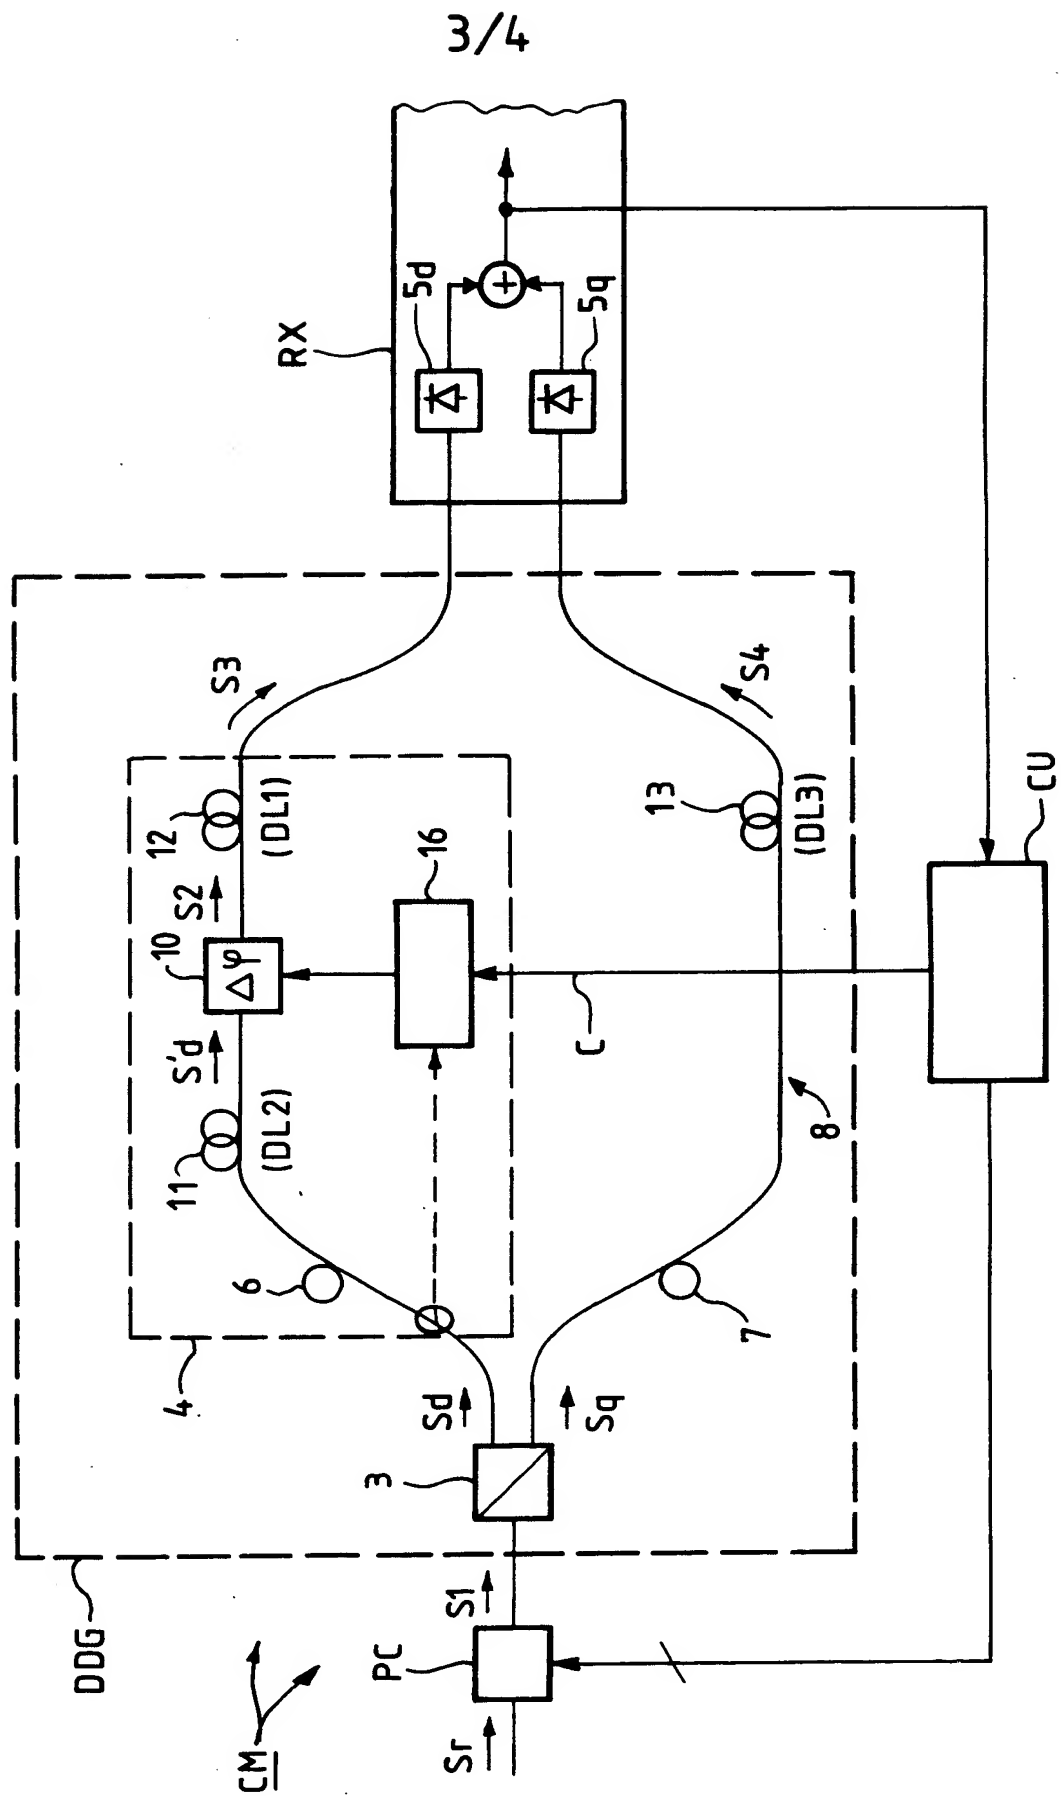 3/4
RX
5d
5q
+
S3
S4
12
(DL1)
S2
10
Δφ
S'd
11
(DL2)
16
13
(DL3)
C
CU
8
6
7
4
Sd
Sq
3
DDG
S1
PC
CM
Sr